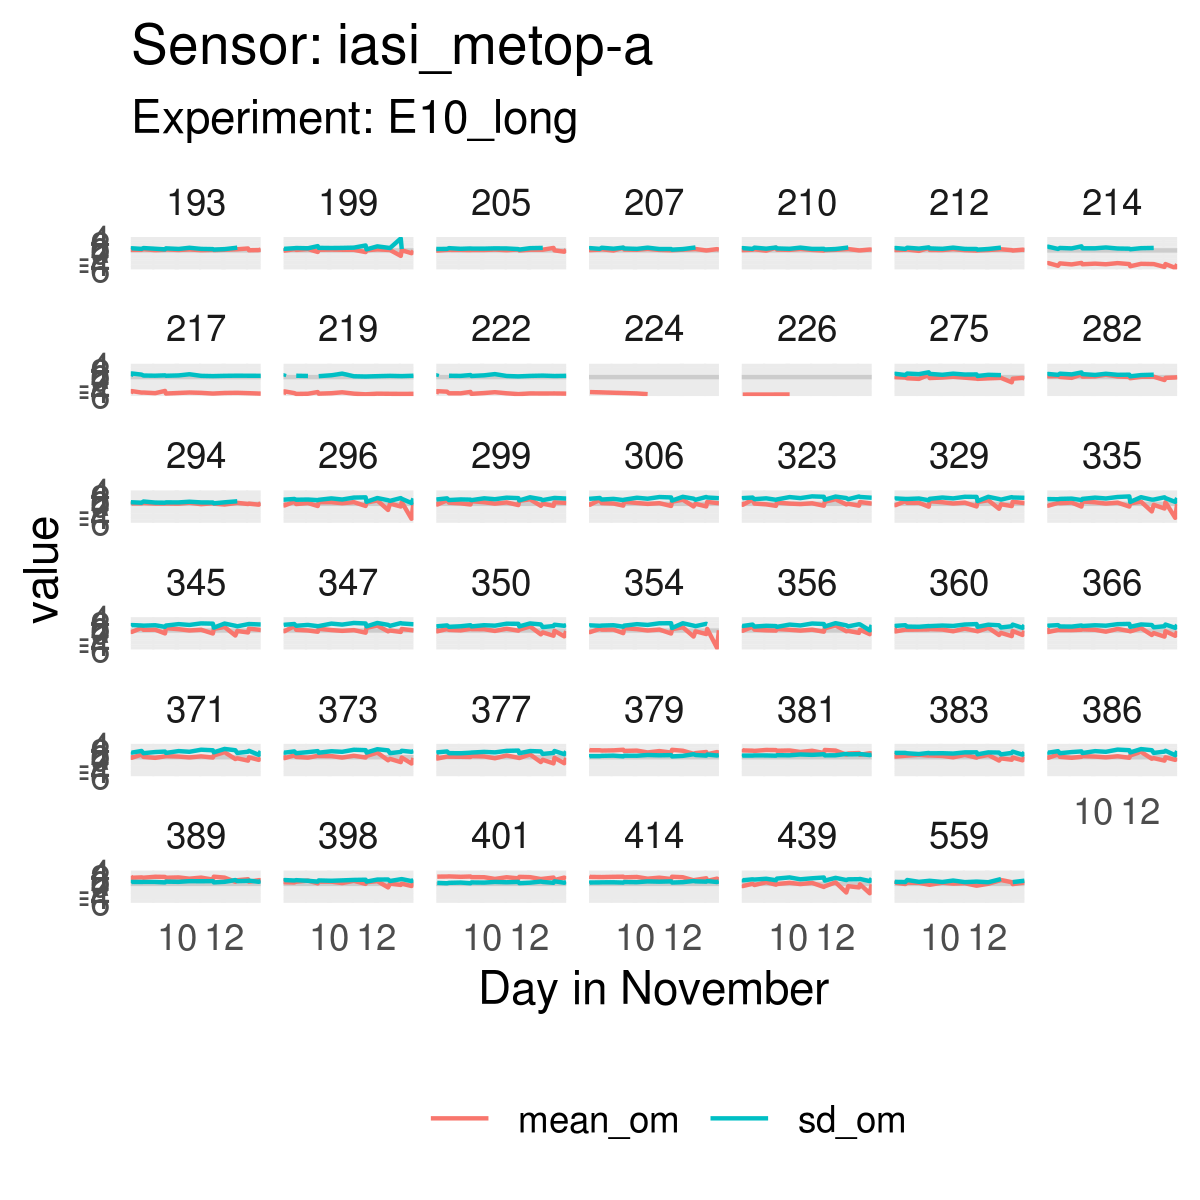 Sensor: iasi_metop-a
Experiment: E10_long
193 199 205 207 210 212 214
217 219 222 224 226 275 282
294 296 299 306 323 329 335
value
345 347 350 354 356 360 366
371 373 377 379 381 383 386
10 12
389 398 401 414 439 559
10 12 10 12 10 12 10 12 10 12 10 12
Day in November
mean_om sd_om